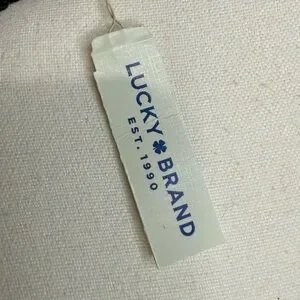 LUCKY ☘ BRAND
EST. 1990